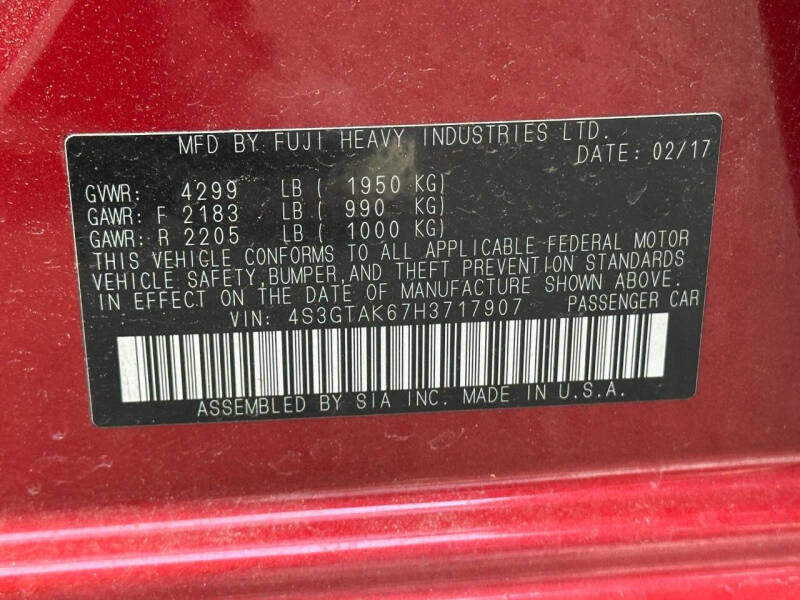 MFD BY FUJI HEAVY INDUSTRIES LTD.
DATE: 02/17
GVWR: 4299 LB ( 1950 KG)
GAWR: F 2183 LB ( 990 KG)
GAWR: R 2205 LB ( 1000 KG)
THIS VEHICLE CONFORMS TO ALL APPLICABLE FEDERAL MOTOR
VEHICLE SAFETY,BUMPER,AND THEFT PREVENTION STANDARDS
IN EFFECT ON THE DATE OF MANUFACTURE SHOWN ABOVE.
VIN: 4S3GTAK67H3717907 PASSENGER CAR
ASSEMBLED BY SIA INC. MADE IN U.S.A.